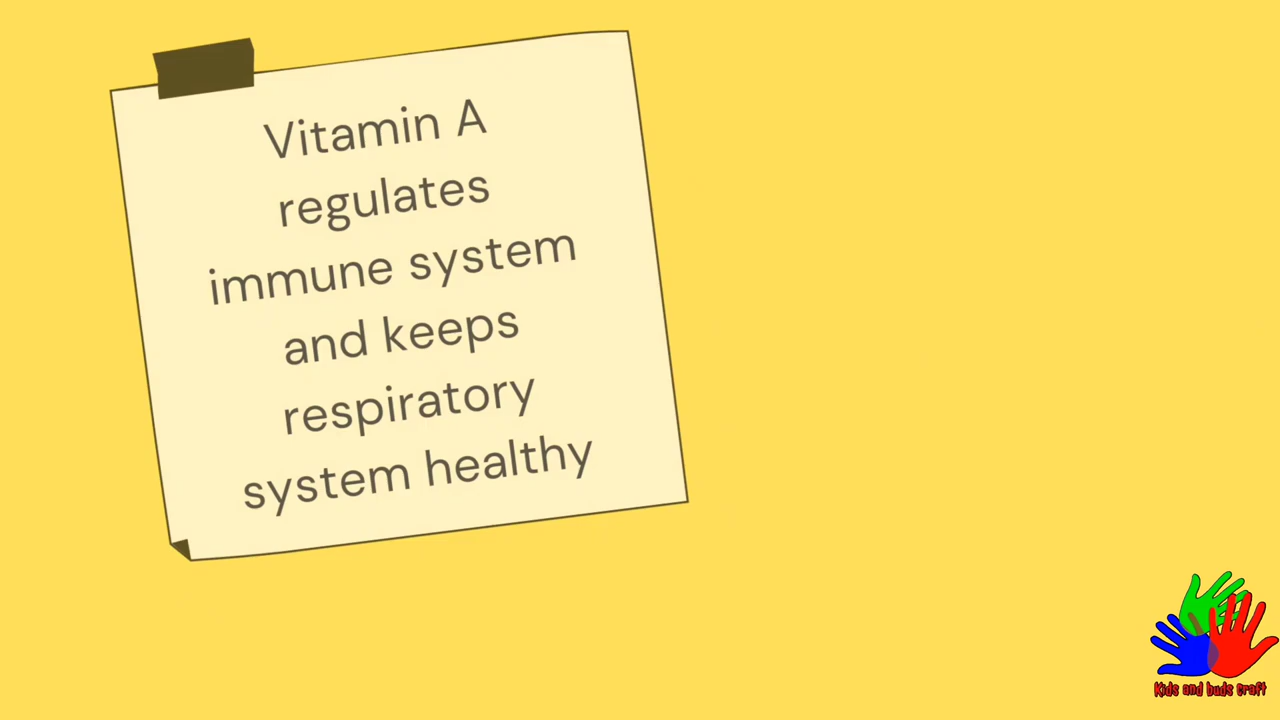 Vitamin A
regulates
immune system
and keeps
respiratory
system healthy
Kids and buds craft